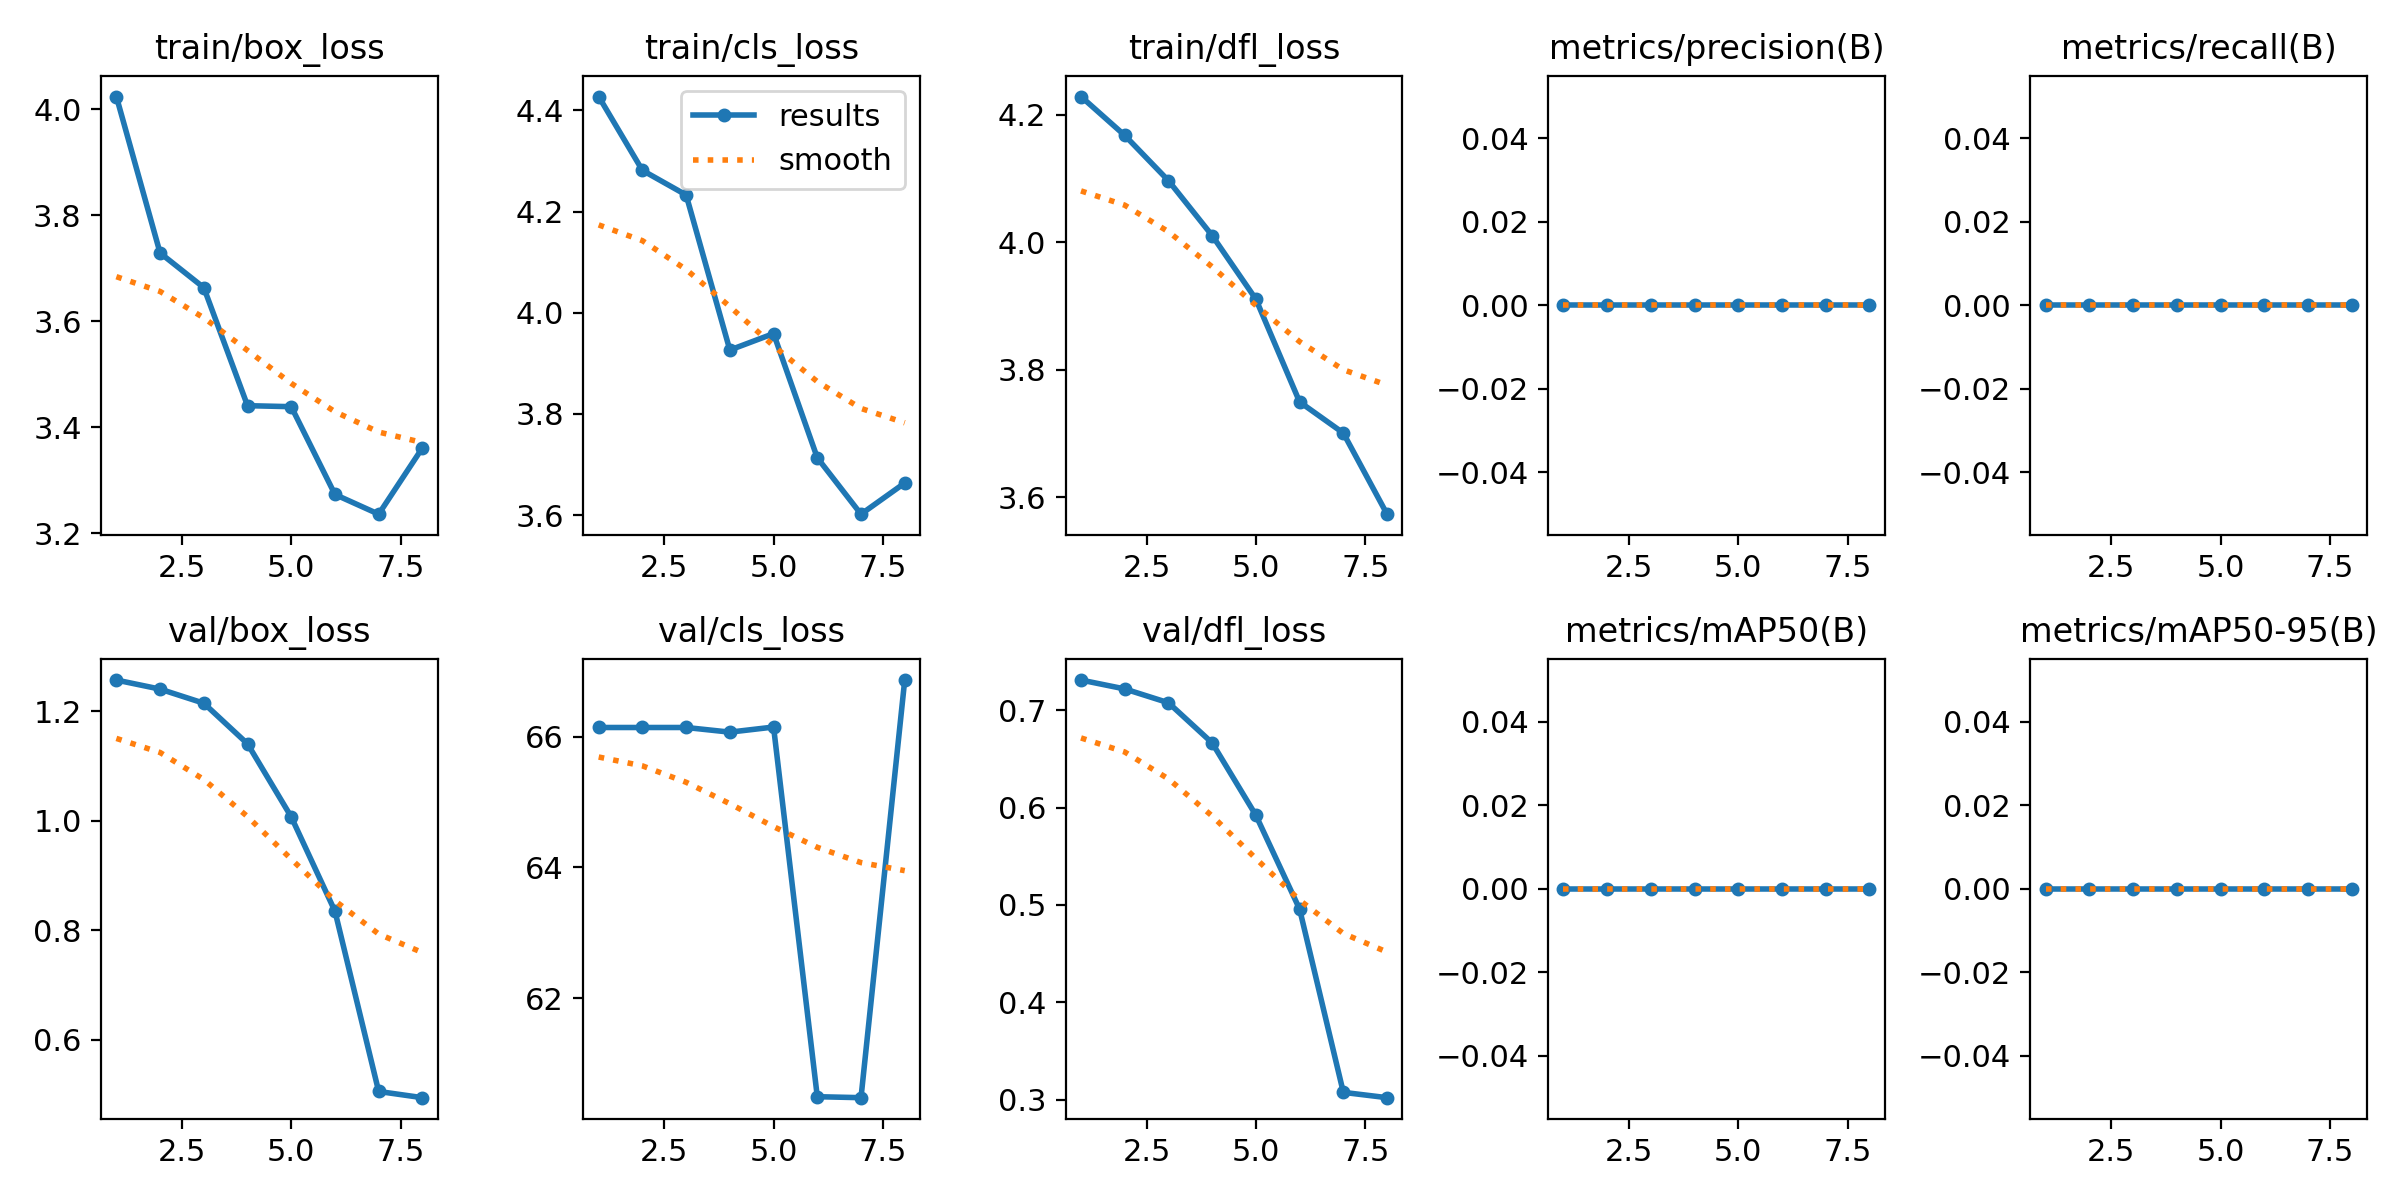 train/box_loss
4.0
3.8
3.6
3.4
3.2
2.5 5.0 7.5
train/cls_loss
results
smooth
4.4
4.2
4.0
3.8
3.6
2.5 5.0 7.5
train/dfl_loss
4.2
4.0
3.8
3.6
2.5 5.0 7.5
metrics/precision(B)
0.04
0.02
0.00
−0.02
−0.04
2.5 5.0 7.5
metrics/recall(B)
0.04
0.02
0.00
−0.02
−0.04
2.5 5.0 7.5
val/box_loss
1.2
1.0
0.8
0.6
2.5 5.0 7.5
val/cls_loss
66
64
62
2.5 5.0 7.5
val/dfl_loss
0.7
0.6
0.5
0.4
0.3
2.5 5.0 7.5
metrics/mAP50(B)
0.04
0.02
0.00
−0.02
−0.04
2.5 5.0 7.5
metrics/mAP50-95(B)
0.04
0.02
0.00
−0.02
−0.04
2.5 5.0 7.5